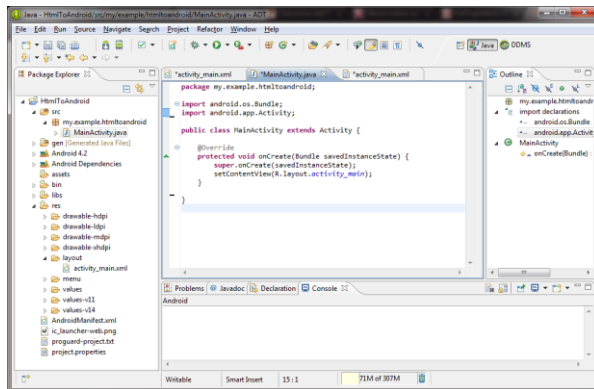 Java - HtmlToAndroid/src/my/example/htmltoandroid/MainActivity.java - ADT
File Edit Run Source Navigate Search Project Refactor Window Help
Java DDMS
Package Explorer
*activity_main.xml *MainActivity.java *activity_main.xml
Outline
HtmlToAndroid
src
my.example.htmltoandroid
MainActivity.java
gen [Generated Java Files]
Android 4.2
Android Dependencies
assets
bin
libs
res
drawable-hdpi
drawable-ldpi
drawable-mdpi
drawable-xhdpi
layout
activity_main.xml
menu
values
values-v11
values-v14
AndroidManifest.xml
ic_launcher-web.png
proguard-project.txt
project.properties
package my.example.htmltoandroid;
import android.os.Bundle;
import android.app.Activity;
public class MainActivity extends Activity {
@Override
protected void onCreate(Bundle savedInstanceState) {
super.onCreate(savedInstanceState);
setContentView(R.layout.activity_main);
}
}
my.example.htmltoandr
import declarations
android.os.Bundle
android.app.Activit
MainActivity
onCreate(Bundle) :
Problems Javadoc Declaration Console
Android
Writable Smart Insert 15 : 1 71M of 307M